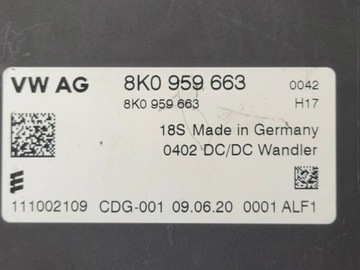 VW AG 8K0 959 663 0042
8K0 959 663 H17
18S Made in Germany
0402 DC/DC Wandler
111002109 CDG-001 09.06.20 0001 ALF1